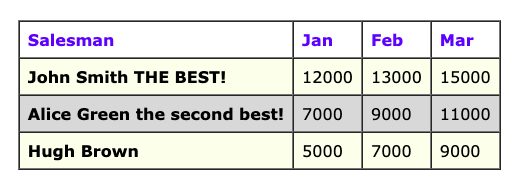 Salesman Jan Feb Mar
John Smith THE BEST! 12000 13000 15000
Alice Green the second best! 7000 9000 11000
Hugh Brown 5000 7000 9000